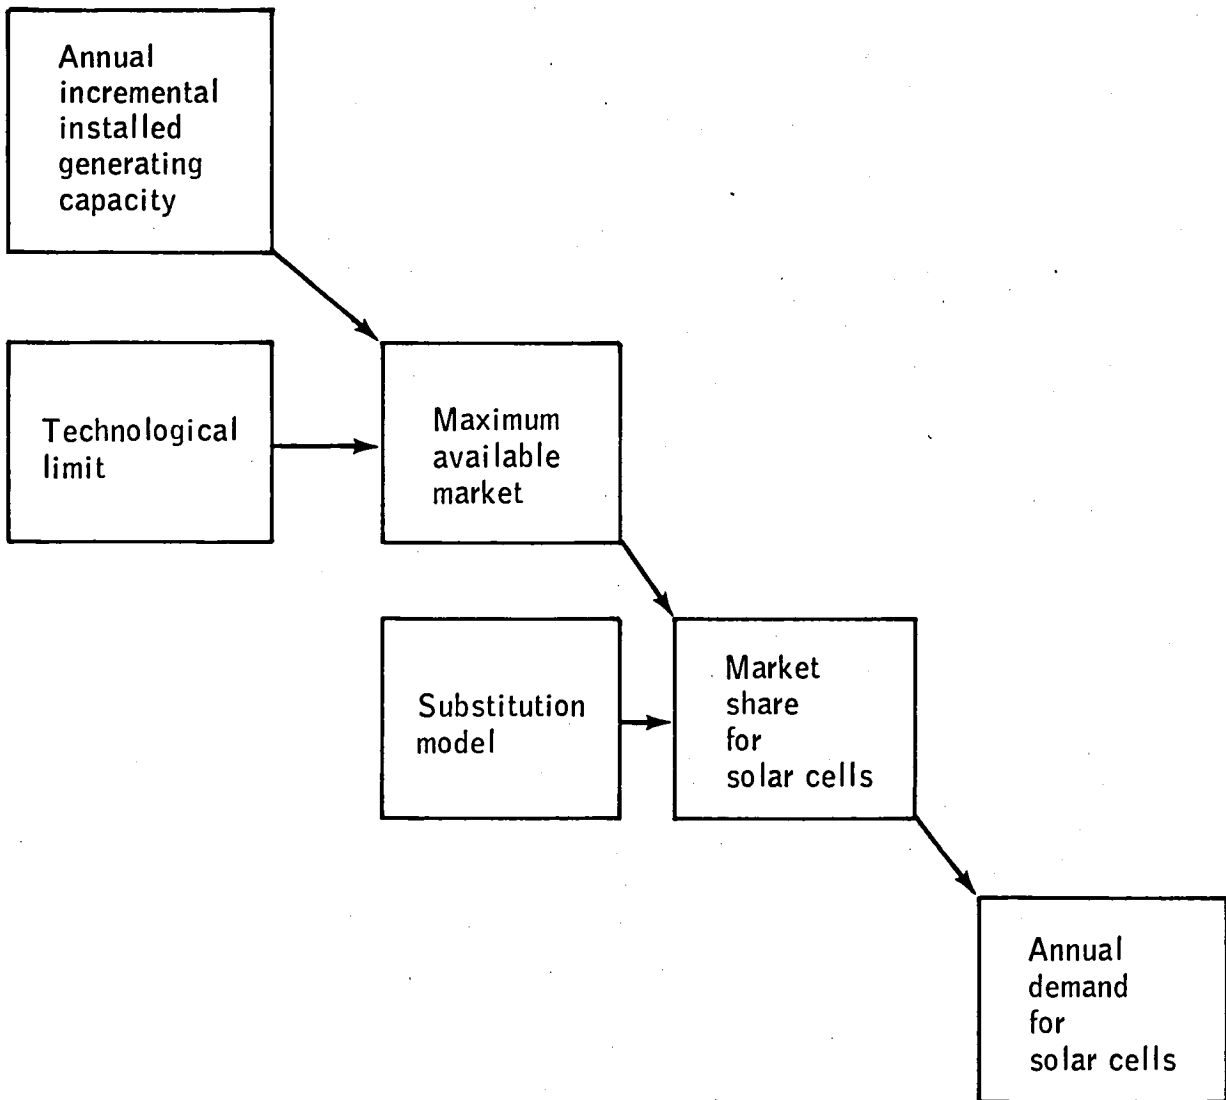 Annual
incremental
installed
generating
capacity
Technological
limit
Maximum
available
market
Substitution
model
Market
share
for
solar cells
Annual
demand
for
solar cells